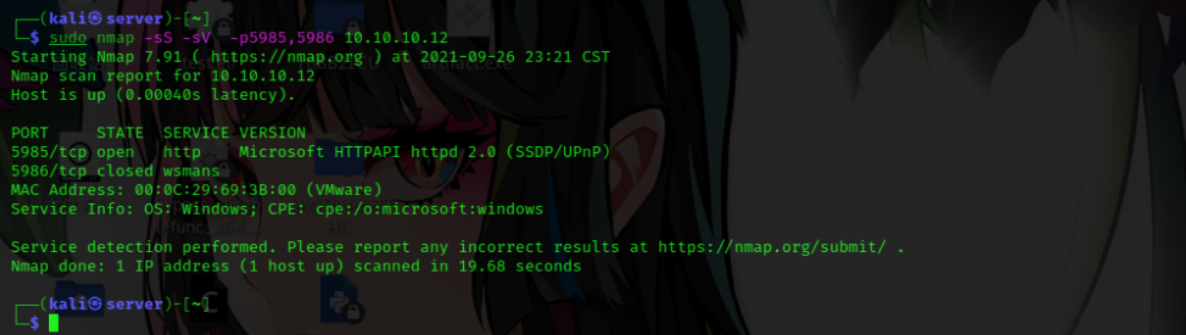 ┌──(kali㉿server)-[~]
└─$ sudo nmap -sS -sV  -p5985,5986 10.10.10.12
Starting Nmap 7.91 ( https://nmap.org ) at 2021-09-26 23:21 CST
Nmap scan report for 10.10.10.12
Host is up (0.00040s latency).
PORT     STATE  SERVICE VERSION
5985/tcp open   http    Microsoft HTTPAPI httpd 2.0 (SSDP/UPnP)
5986/tcp closed wsmans
MAC Address: 00:0C:29:69:3B:00 (VMware)
Service Info: OS: Windows; CPE: cpe:/o:microsoft:windows
Service detection performed. Please report any incorrect results at https://nmap.org/submit/ .
Nmap done: 1 IP address (1 host up) scanned in 19.68 seconds
┌──(kali㉿server)-[~]
└─$